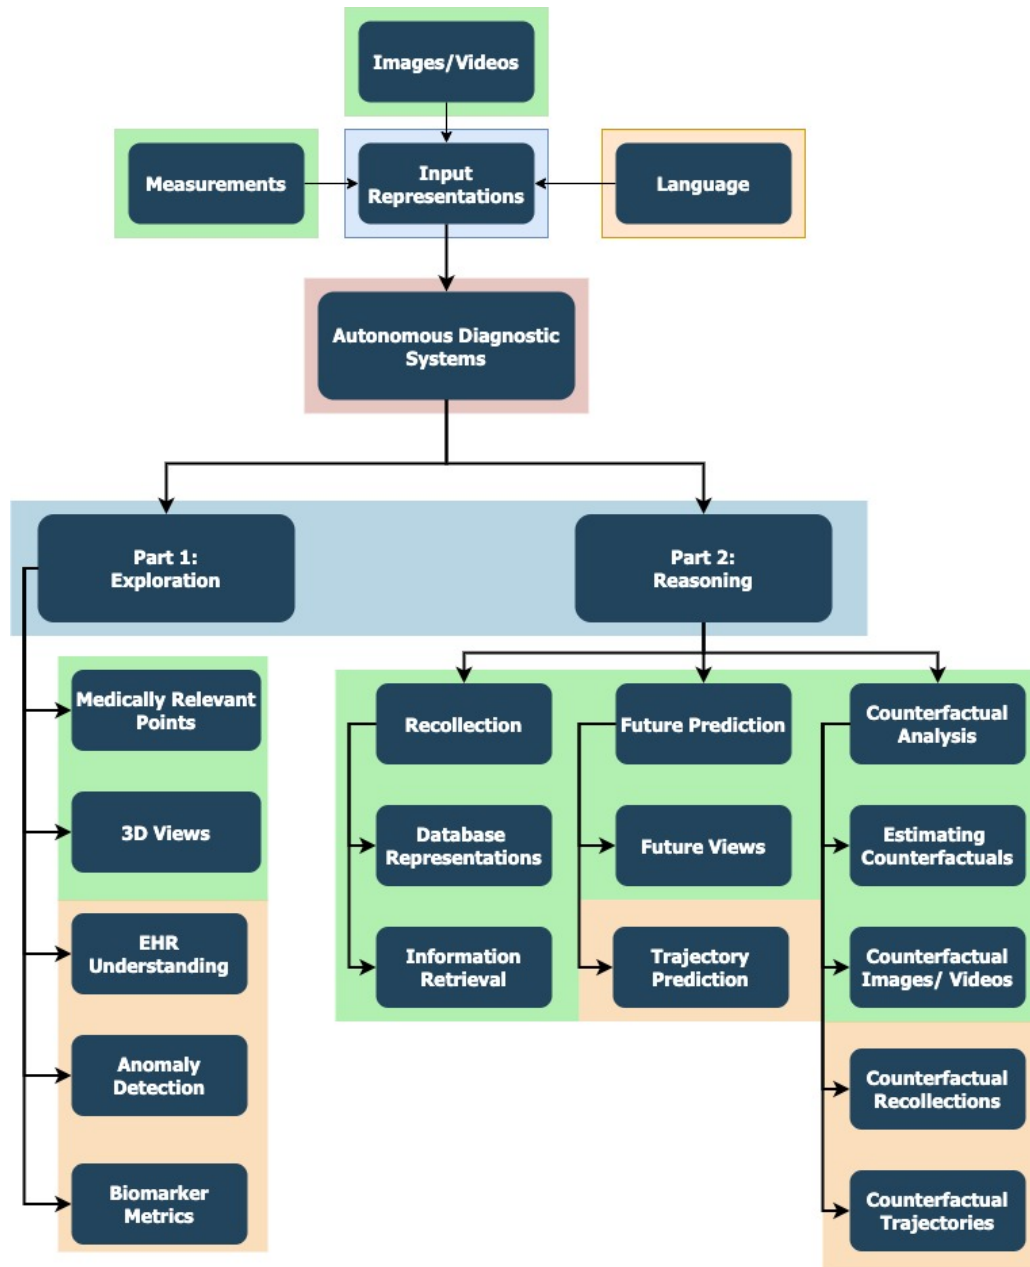 Images/Videos
Measurements
Input
Representations
Language
Autonomous Diagnostic
Systems
Part 1:
Exploration
Part 2:
Reasoning
Medically Relevant
Points
3D Views
EHR
Understanding
Anomaly
Detection
Biomarker
Metrics
Recollection
Database
Representations
Information
Retrieval
Future Prediction
Future Views
Trajectory
Prediction
Counterfactual
Analysis
Estimating
Counterfactuals
Counterfactual
Images/ Videos
Counterfactual
Recollections
Counterfactual
Trajectories